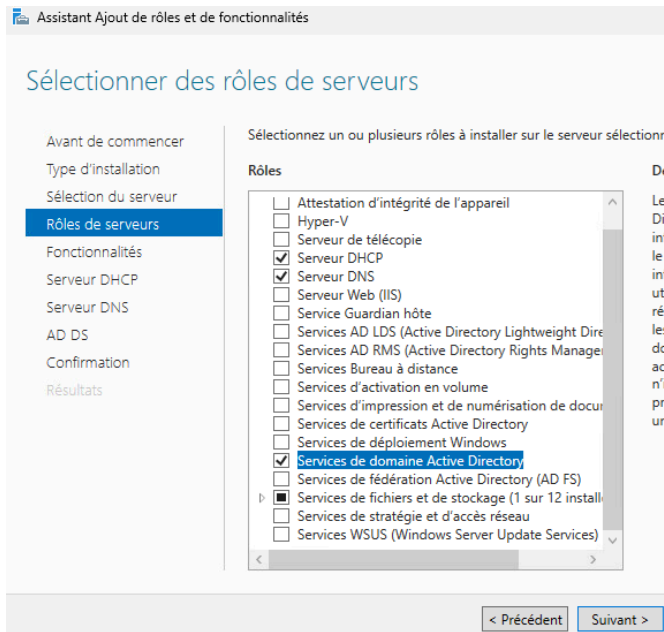 Assistant Ajout de rôles et de fonctionnalités
Sélectionner des rôles de serveurs
Avant de commencer
Type d'installation
Sélection du serveur
Rôles de serveurs
Fonctionnalités
Serveur DHCP
Serveur DNS
AD DS
Confirmation
Résultats
Sélectionnez un ou plusieurs rôles à installer sur le serveur sélectionn
Rôles
Attestation d'intégrité de l'appareil
Hyper-V
Serveur de télécopie
Serveur DHCP
Serveur DNS
Serveur Web (IIS)
Service Guardian hôte
Services AD LDS (Active Directory Lightweight Dire
Services AD RMS (Active Directory Rights Manager
Services Bureau à distance
Services d'activation en volume
Services d'impression et de numérisation de docur
Services de certificats Active Directory
Services de déploiement Windows
Services de domaine Active Directory
Services de fédération Active Directory (AD FS)
Services de fichiers et de stockage (1 sur 12 install
Services de stratégie et d'accès réseau
Services WSUS (Windows Server Update Services)
< Précédent
Suivant >